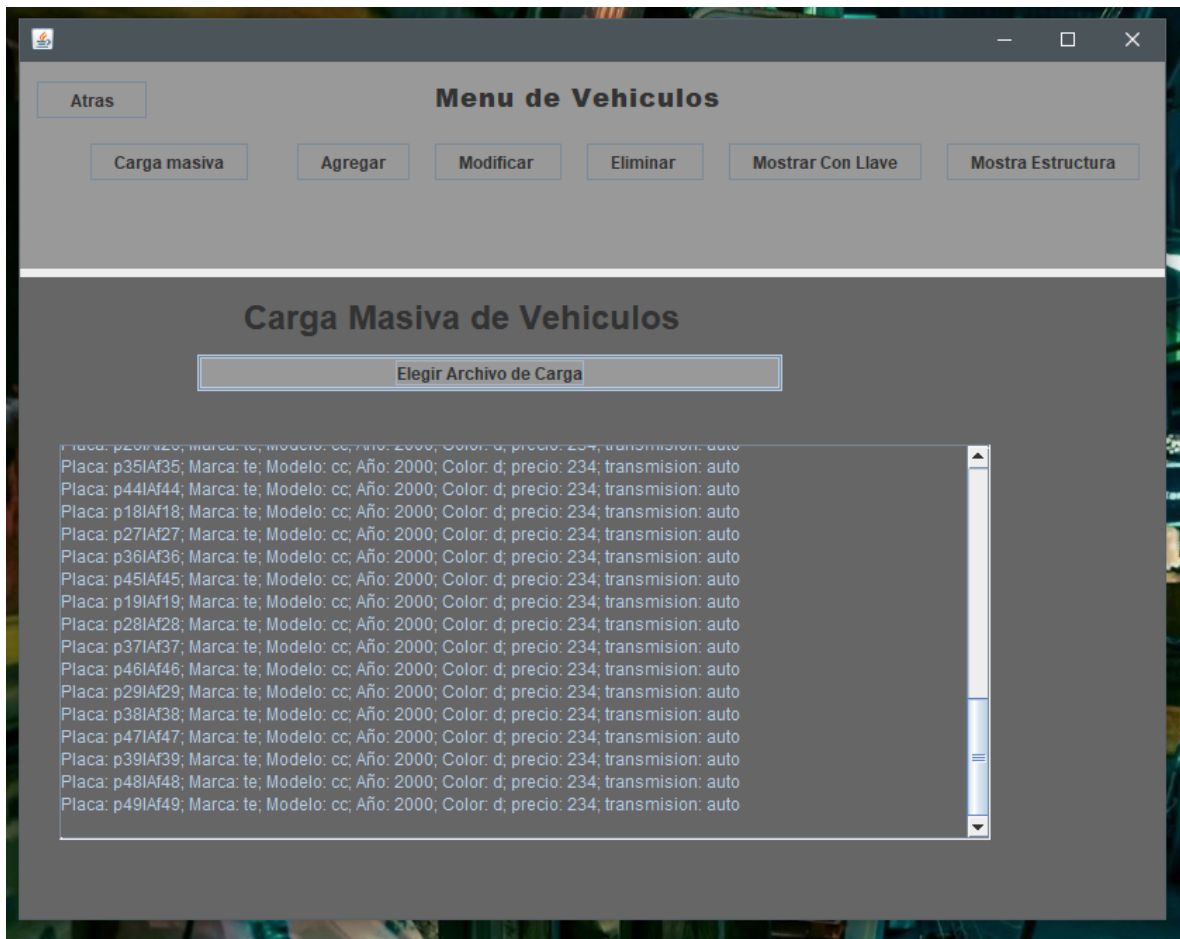 Atras
Menu de Vehiculos
Carga masiva
Agregar
Modificar
Eliminar
Mostrar Con Llave
Mostra Estructura
Carga Masiva de Vehiculos
Elegir Archivo de Carga
Placa: p35IAf35; Marca: te; Modelo: cc; Año: 2000; Color: d; precio: 234; transmision: auto
Placa: p44IAf44; Marca: te; Modelo: cc; Año: 2000; Color: d; precio: 234; transmision: auto
Placa: p18IAf18; Marca: te; Modelo: cc; Año: 2000; Color: d; precio: 234; transmision: auto
Placa: p27IAf27; Marca: te; Modelo: cc; Año: 2000; Color: d; precio: 234; transmision: auto
Placa: p36IAf36; Marca: te; Modelo: cc; Año: 2000; Color: d; precio: 234; transmision: auto
Placa: p45IAf45; Marca: te; Modelo: cc; Año: 2000; Color: d; precio: 234; transmision: auto
Placa: p19IAf19; Marca: te; Modelo: cc; Año: 2000; Color: d; precio: 234; transmision: auto
Placa: p28IAf28; Marca: te; Modelo: cc; Año: 2000; Color: d; precio: 234; transmision: auto
Placa: p37IAf37; Marca: te; Modelo: cc; Año: 2000; Color: d; precio: 234; transmision: auto
Placa: p46IAf46; Marca: te; Modelo: cc; Año: 2000; Color: d; precio: 234; transmision: auto
Placa: p29IAf29; Marca: te; Modelo: cc; Año: 2000; Color: d; precio: 234; transmision: auto
Placa: p38IAf38; Marca: te; Modelo: cc; Año: 2000; Color: d; precio: 234; transmision: auto
Placa: p47IAf47; Marca: te; Modelo: cc; Año: 2000; Color: d; precio: 234; transmision: auto
Placa: p39IAf39; Marca: te; Modelo: cc; Año: 2000; Color: d; precio: 234; transmision: auto
Placa: p48IAf48; Marca: te; Modelo: cc; Año: 2000; Color: d; precio: 234; transmision: auto
Placa: p49IAf49; Marca: te; Modelo: cc; Año: 2000; Color: d; precio: 234; transmision: auto